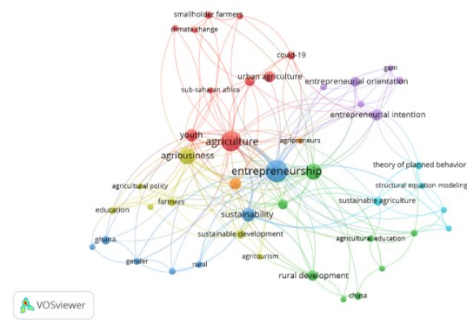 smallholder farmers
climate change
covid-19
urban agriculture
gem
entrepreneurial orientation
sub-saharan africa
entrepreneurial intention
youth
agriculture
agripreneurs
agribusiness
entrepreneurship
theory of planned behavior
agricultural policy
structural equation modeling
farmers
sustainable agriculture
education
sustainability
ghana
sustainable development
agriculture education
gender
rural
agritourism
rural development
china
VOSviewer